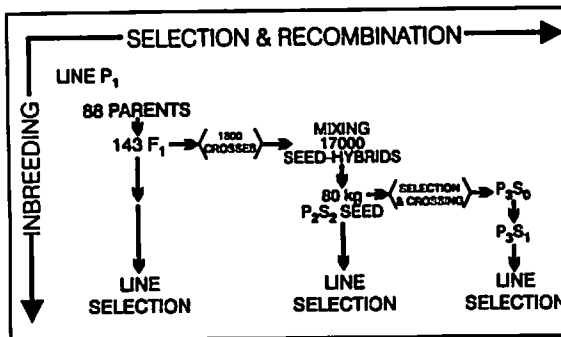 SELECTION & RECOMBINATION
INBREEDING
LINE P1
88 PARENTS
143 F1
1800
CROSSES
MIXING
17000
SEED-HYBRIDS
80 kg
P2S2 SEED
SELECTION
& CROSSING
P3S0
P3S1
LINE
SELECTION
LINE
SELECTION
LINE
SELECTION